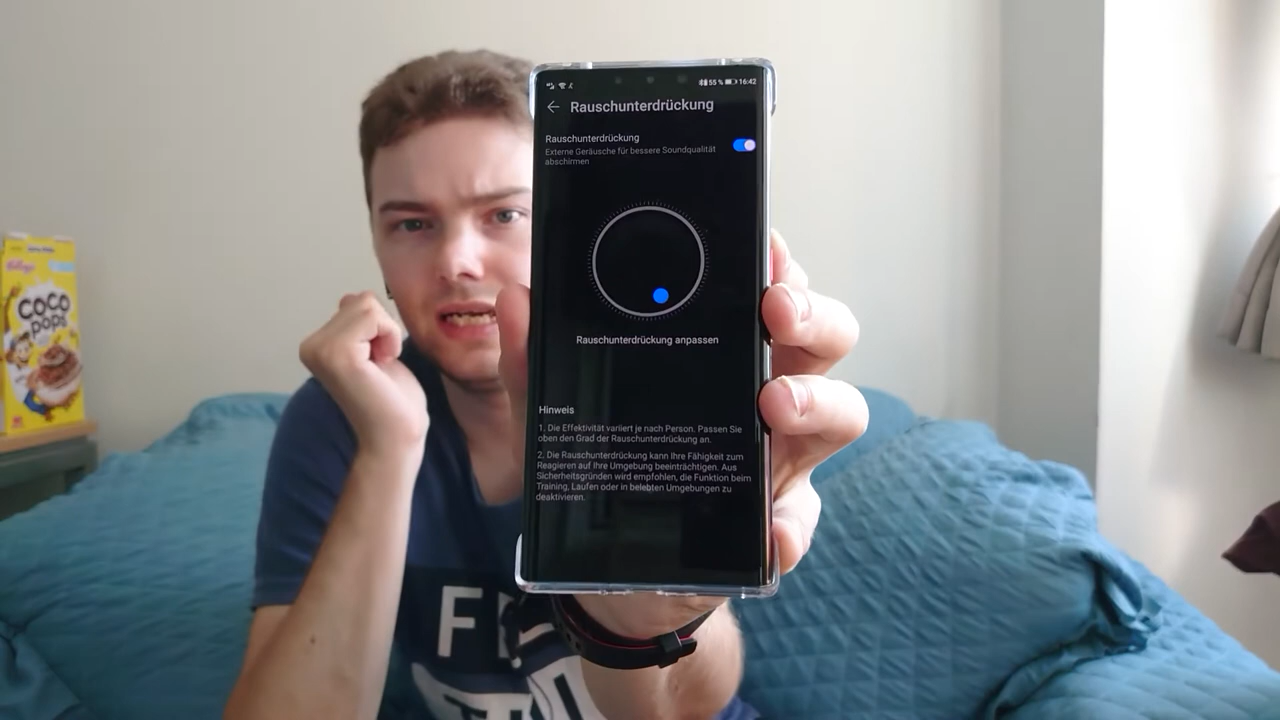 55 % 16:42
Rauschunterdrückung
Rauschunterdrückung
Externe Geräusche für bessere Soundqualität
abschirmen
Rauschunterdrückung anpassen
Hinweis
1. Die Effektivität variiert je nach Person. Passen Sie
oben den Grad der Rauschunterdrückung an.
2. Die Rauschunterdrückung kann Ihre Fähigkeit zum
Reagieren auf Ihre Umgebung beeinträchtigen. Aus
Sicherheitsgründen wird empfohlen, die Funktion beim
Training, Laufen oder in belebten Umgebungen zu
deaktivieren.
Kellogg's
COCO
pops
F